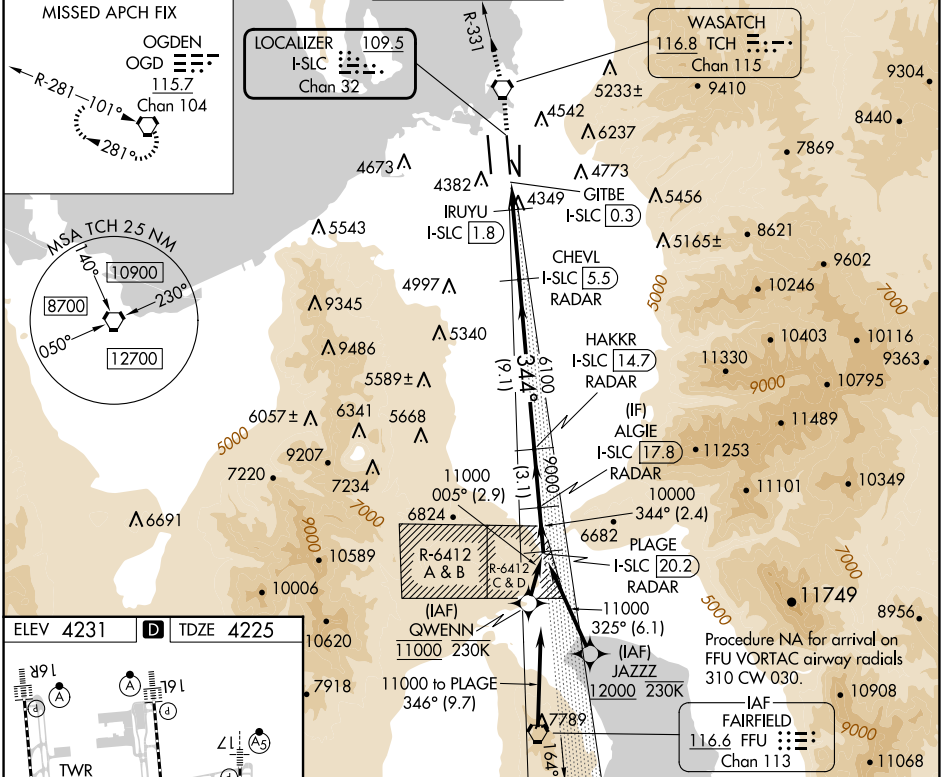 MISSED APCH FIX
OGDEN
OGD
115.7
Chan 104
R-281
101°
281°
LOCALIZER 109.5
I-SLC
Chan 32
R-331
WASATCH
116.8 TCH
Chan 115
5233±
9410
9304
4542
6237
8440
7869
4673
4382
4773
4349
GITBE
I-SLC 0.3
5456
IRUYU
I-SLC 1.8
5543
5165±
8621
MSA TCH 25 NM
140°
10900
230°
8700
050°
12700
CHEVL
I-SLC 5.5
RADAR
9602
4997
5000
10246
7000
9345
5340
9486
HAKKR
I-SLC 14.7
RADAR
10403
10116
11330
9363
6100
344°
(9.1)
5589±
9000
10795
6057±
6341
5668
(IF)
ALGIE
I-SLC 17.8
RADAR
11489
5000
9207
11253
7220
7234
11000
005° (2.9)
(3.1)
9000
10000
344° (2.4)
11101
10349
7000
6691
6824
6682
9000
10589
R-6412
A & B
R-6412
C & D
PLAGE
I-SLC 20.2
RADAR
7000
10006
11749
5000
8956
11000
325° (6.1)
(IAF)
QWENN
11000 230K
(IAF)
JAZZZ
12000 230K
ELEV 4231
D
TDZE 4225
10620
Procedure NA for arrival on
FFU VORTAC airway radials
310 CW 030.
16R
A
P
A
16L
P
7918
11000 to PLAGE
346° (9.7)
10908
7789
IAF
FAIRFIELD
116.6 FFU
Chan 113
9000
164°
17
A5
P
TWR
11068